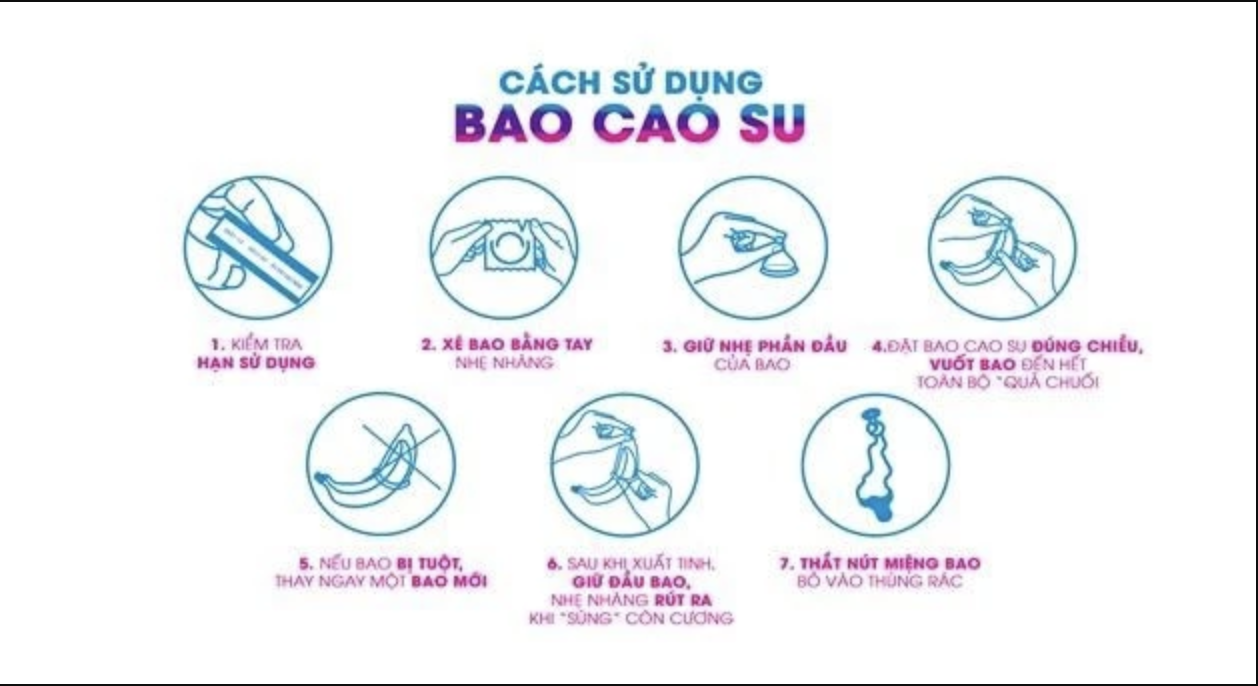 CÁCH SỬ DỤNG
BAO CAO SU
1. KIỂM TRA
HẠN SỬ DỤNG
2. XÉ BAO BẰNG TAY
NHẸ NHÀNG
3. GIỮ NHẸ PHẦN ĐẦU
CỦA BAO
4.ĐẶT BAO CAO SU ĐÚNG CHIỀU,
VUỐT BAO ĐẾN HẾT
TOÀN BỘ "QUẢ CHUỐI
5. NẾU BAO BỊ TUỘT,
THAY NGAY MỘT BAO MỚI
6. SAU KHI XUẤT TINH,
GIỮ ĐẦU BAO,
NHẸ NHÀNG RÚT RA
KHI "SÚNG" CÒN CƯƠNG
7. THẮT NÚT MIỆNG BAO
BỎ VÀO THÙNG RÁC